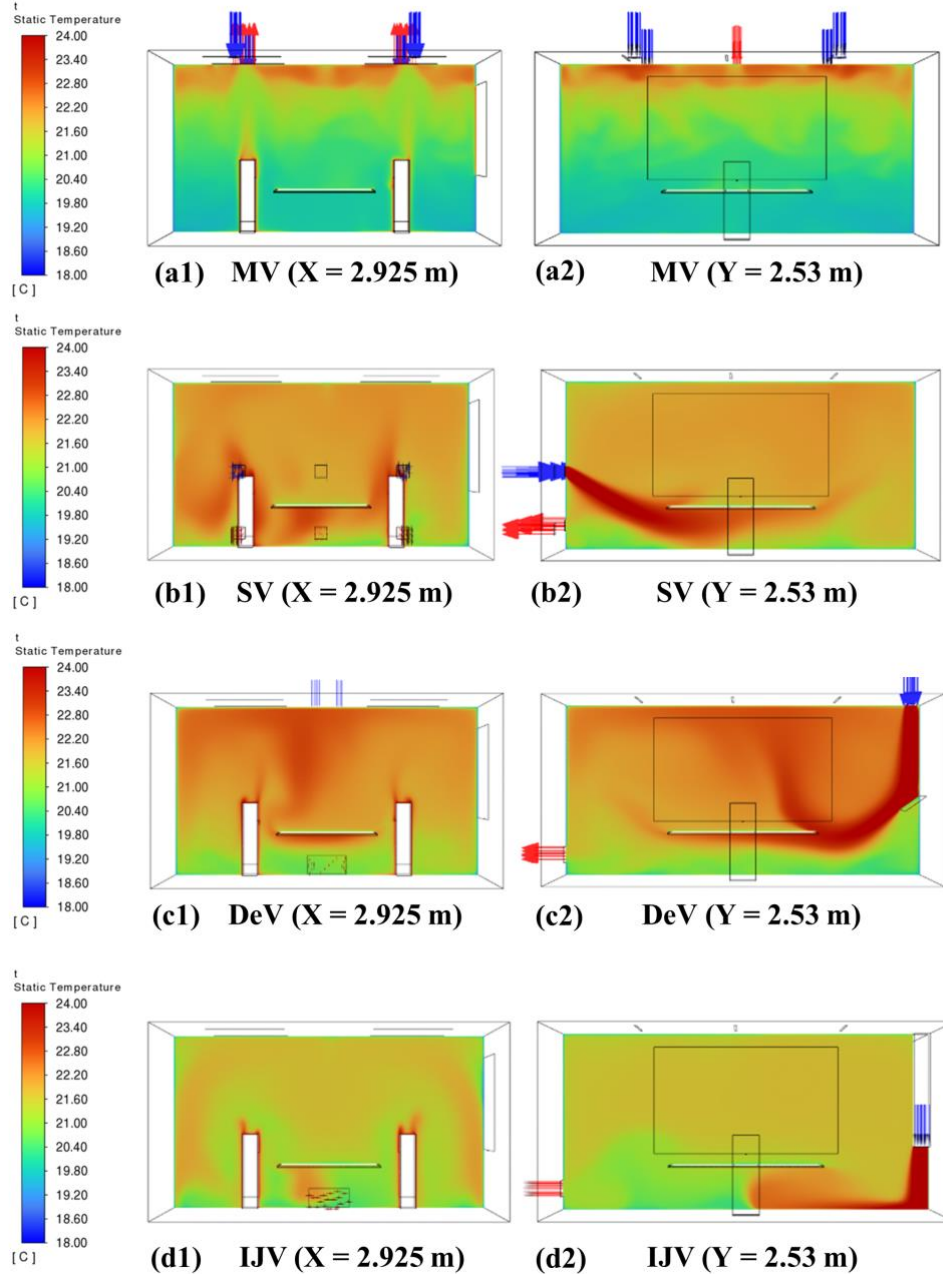 t
Static Temperature
24.00
23.40
22.80
22.20
21.60
21.00
20.40
19.80
19.20
18.60
18.00
[ C ]
(a1) MV (X = 2.925 m)
(a2) MV (Y = 2.53 m)
t
Static Temperature
24.00
23.40
22.80
22.20
21.60
21.00
20.40
19.80
19.20
18.60
18.00
[ C ]
(b1) SV (X = 2.925 m)
(b2) SV (Y = 2.53 m)
t
Static Temperature
24.00
23.40
22.80
22.20
21.60
21.00
20.40
19.80
19.20
18.60
18.00
[ C ]
(c1) DeV (X = 2.925 m)
(c2) DeV (Y = 2.53 m)
t
Static Temperature
24.00
23.40
22.80
22.20
21.60
21.00
20.40
19.80
19.20
18.60
18.00
[ C ]
(d1) IJV (X = 2.925 m)
(d2) IJV (Y = 2.53 m)